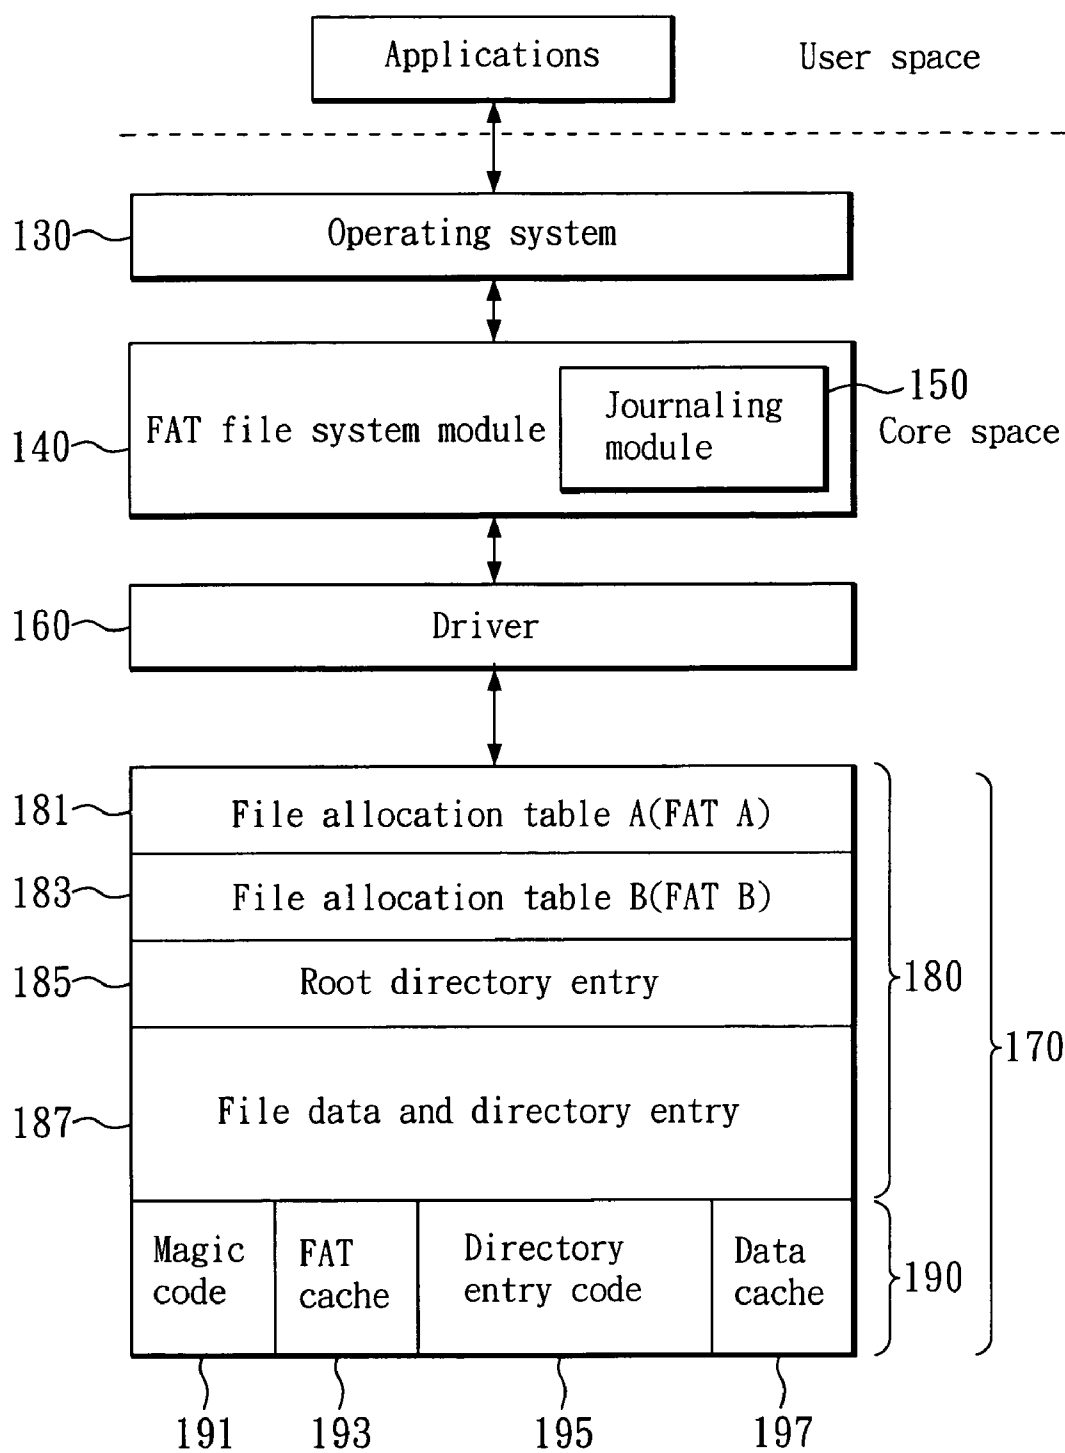 Applications
User space
130
Operating system
150
Journaling
module
FAT file system module
140
Core space
160
Driver
181
File allocation table A(FAT A)
183
File allocation table B(FAT B)
185
Root directory entry
180
170
187
File data and directory entry
Magic
code
FAT
cache
Directory
entry code
Data
cache
190
191
193
195
197